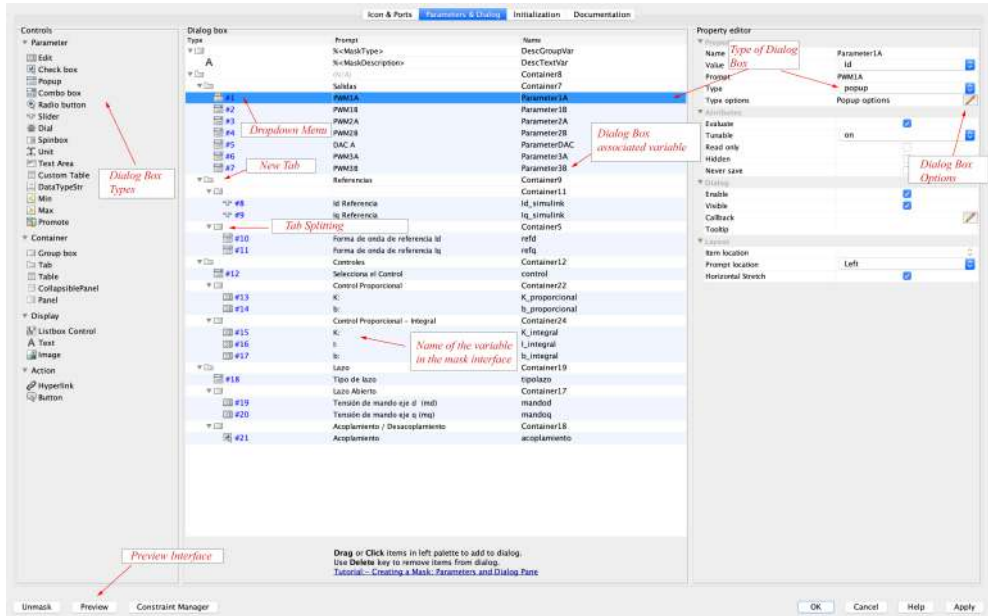 Icon & Ports Parameters & Dialog Initialization Documentation
Controls
Parameter
Edit
Check box
Popup
Combo box
Radio button
Slider
Dial
Spinbox
Unit
Text Area
Custom Table
DataTypeStr
Min
Max
Promote
Container
Group box
Tab
Table
CollapsiblePanel
Panel
Display
Listbox Control
A Text
Image
Action
Hyperlink
Button
Dialog Box Types
Dialog box
Type Prompt Name
%<MaskType> DescGroupVar
A %<MaskDescription> DescTextVar
(N/A) Container8
Salidas Container7
#1 PWM1A Parameter1A
#2 PWM1B Parameter1B
#3 PWM2A Parameter2A
#4 PWM2B Parameter2B
#5 DAC A ParameterDAC
#6 PWM3A Parameter3A
#7 PWM3B Parameter3B
Referencias Container9
Container11
#8 Id Referencia Id_simulink
#9 Iq Referencia Iq_simulink
Container5
#10 Forma de onda de referencia Id refd
#11 Forma de onda de referencia Iq refq
Controles Container12
#12 Selecciona el Control control
Control Proporcional Container22
#13 K: K_proporcional
#14 b: b_proporcional
Control Proporcional - Integral Container24
#15 K: K_integral
#16 I: I_integral
#17 b: b_integral
Lazo Container19
#18 Tipo de lazo tipolazo
Lazo Abierto Container17
#19 Tensión de mando eje d (md) mandod
#20 Tensión de mando eje q (mq) mandoq
Acoplamiento / Desacoplamiento Container18
#21 Acoplamiento acoplamiento
Dropdown Menu
New Tab
Tab Splitting
Dialog Box
associated variable
Name of the variable
in the mask interface
Drag or Click items in left palette to add to dialog.
Use Delete key to remove items from dialog.
Tutorial - Creating a Mask: Parameters and Dialog Pane
Property editor
Type of Dialog
Box
Name Parameter1A
Value Id
Prompt PWM1A
Type popup
Type options Popup options
Attributes
Evaluate
Tunable on
Read only
Hidden
Never save
Dialog Box
Options
Dialog
Enable
Visible
Callback
Tooltip
Layout
Item location
Prompt location Left
Horizontal Stretch
Preview Interface
Unmask Preview Constraint Manager OK Cancel Help Apply